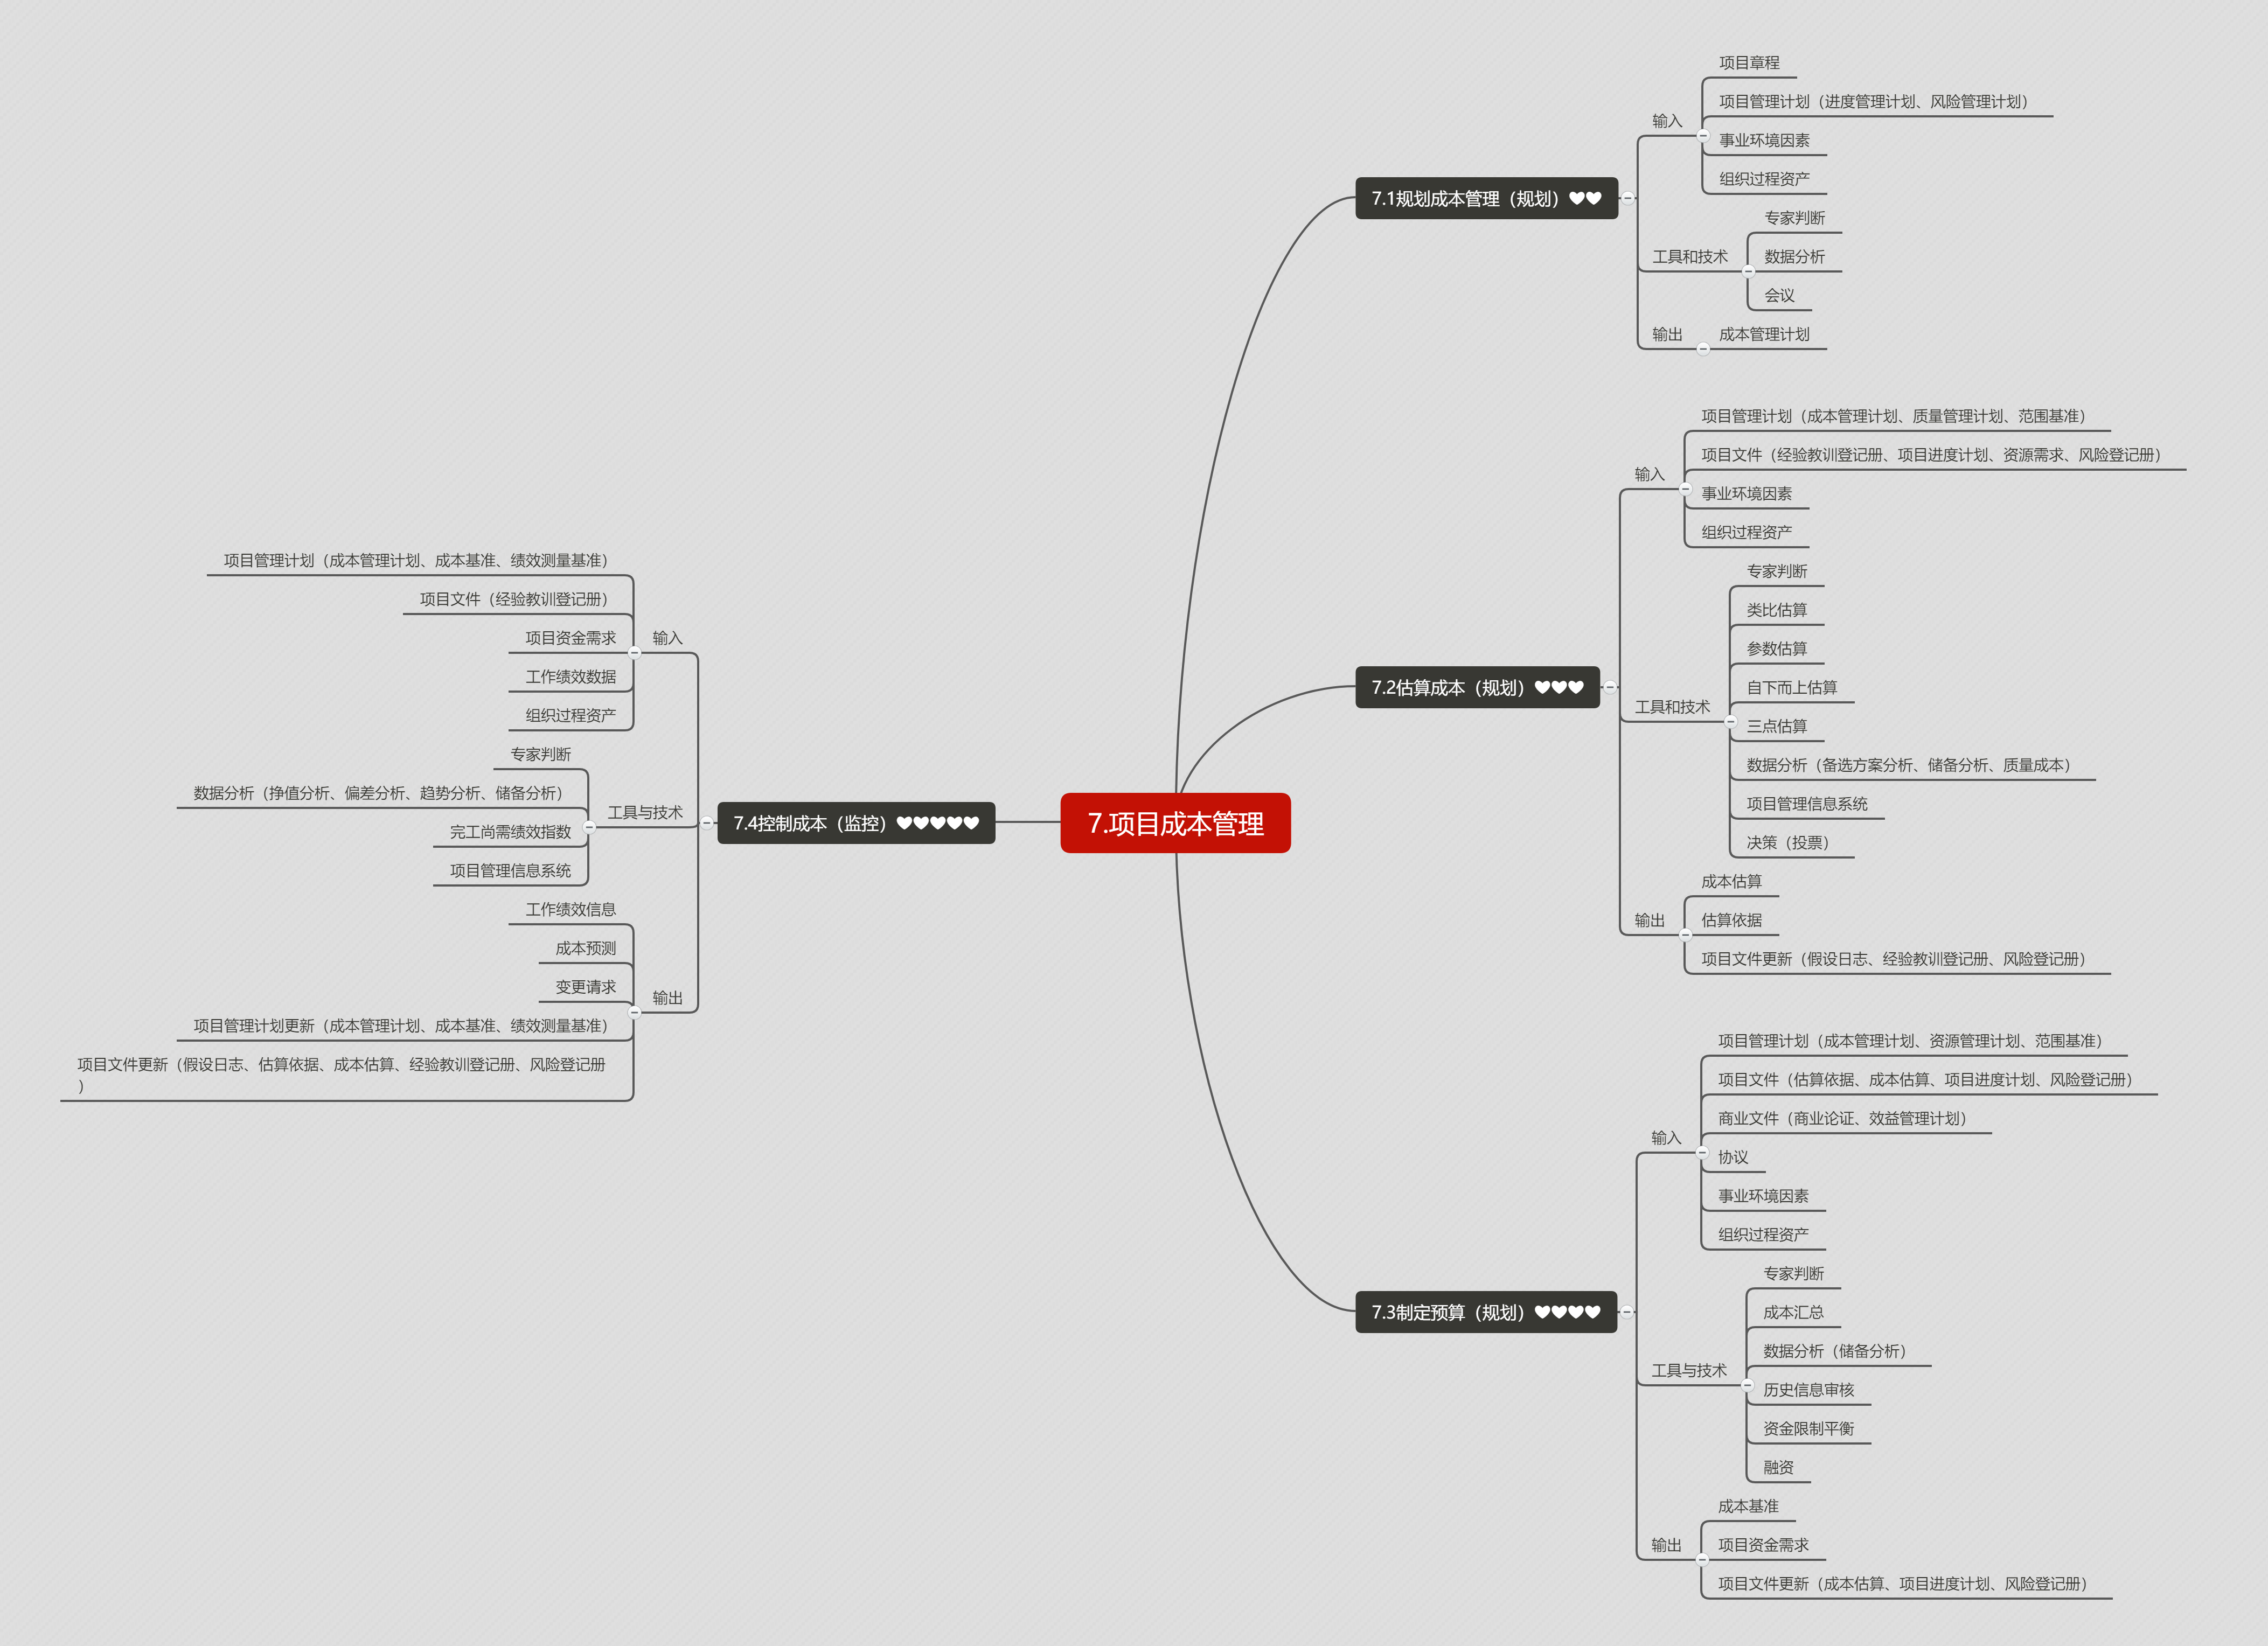 7.项目成本管理
7.1规划成本管理（规划）
输入
项目章程
项目管理计划（进度管理计划、风险管理计划）
事业环境因素
组织过程资产
工具和技术
专家判断
数据分析
会议
输出
成本管理计划
7.2估算成本（规划）
输入
项目管理计划（成本管理计划、质量管理计划、范围基准）
项目文件（经验教训登记册、项目进度计划、资源需求、风险登记册）
事业环境因素
组织过程资产
工具和技术
专家判断
类比估算
参数估算
自下而上估算
三点估算
数据分析（备选方案分析、储备分析、质量成本）
项目管理信息系统
决策（投票）
输出
成本估算
估算依据
项目文件更新（假设日志、经验教训登记册、风险登记册）
7.3制定预算（规划）
输入
项目管理计划（成本管理计划、资源管理计划、范围基准）
项目文件（估算依据、成本估算、项目进度计划、风险登记册）
商业文件（商业论证、效益管理计划）
协议
事业环境因素
组织过程资产
工具与技术
专家判断
成本汇总
数据分析（储备分析）
历史信息审核
资金限制平衡
融资
输出
成本基准
项目资金需求
项目文件更新（成本估算、项目进度计划、风险登记册）
7.4控制成本（监控）
输入
项目管理计划（成本管理计划、成本基准、绩效测量基准）
项目文件（经验教训登记册）
项目资金需求
工作绩效数据
组织过程资产
工具与技术
专家判断
数据分析（挣值分析、偏差分析、趋势分析、储备分析）
完工尚需绩效指数
项目管理信息系统
输出
工作绩效信息
成本预测
变更请求
项目管理计划更新（成本管理计划、成本基准、绩效测量基准）
项目文件更新（假设日志、估算依据、成本估算、经验教训登记册、风险登记册
）